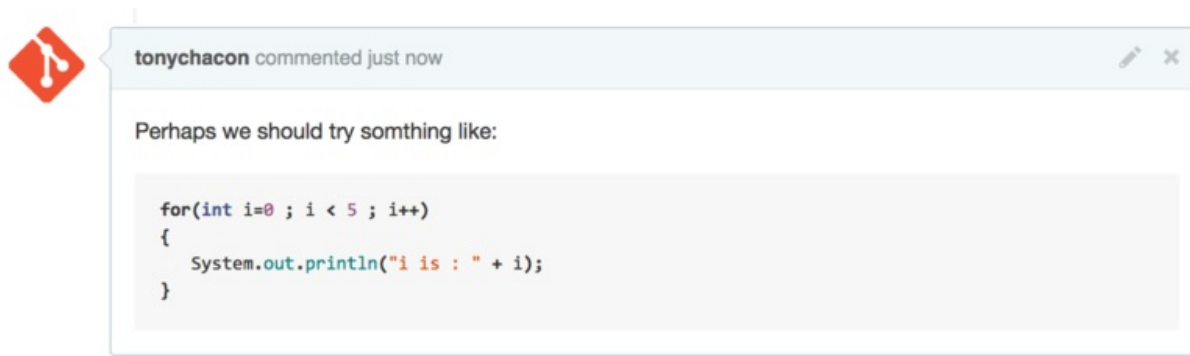 tonychacon commented just now
Perhaps we should try somthing like:
for(int i=0 ; i < 5 ; i++)
{
   System.out.println("i is : " + i);
}